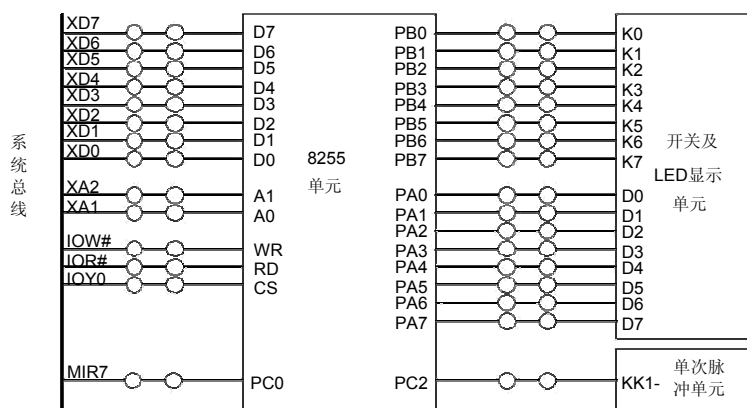 系统总线
XD7
XD6
XD5
XD4
XD3
XD2
XD1
XD0
XA2
XA1
IOW#
IOR#
IOY0
MIR7
D7
D6
D5
D4
D3
D2
D1
D0
A1
A0
WR
RD
CS
PC0
8255
单元
PB0
PB1
PB2
PB3
PB4
PB5
PB6
PB7
PA0
PA1
PA2
PA3
PA4
PA5
PA6
PA7
PC2
K0
K1
K2
K3
K4
K5
K6
K7
D0
D1
D2
D3
D4
D5
D6
D7
开关及
LED显示
单元
KK1-
单次脉
冲单元